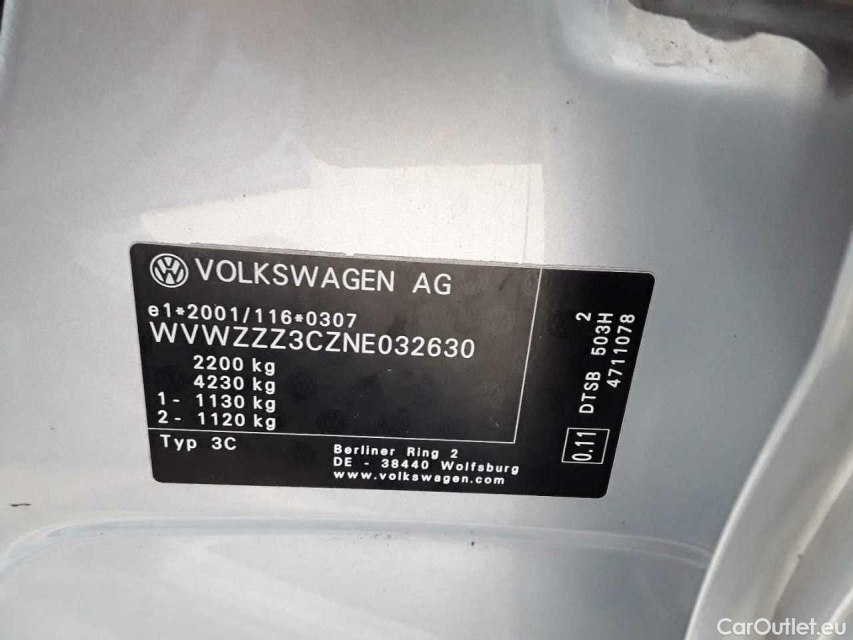 VOLKSWAGEN AG
e1*2001/116*0307
WVWZZZ3CZNE032630
2200 kg
4230 kg
1 - 1130 kg
2 - 1120 kg
Typ 3C
Berliner Ring 2
DE - 38440 Wolfsburg
www.volkswagen.com
2
DTSB 503H
4711078
0.11
CarOutlet.eu